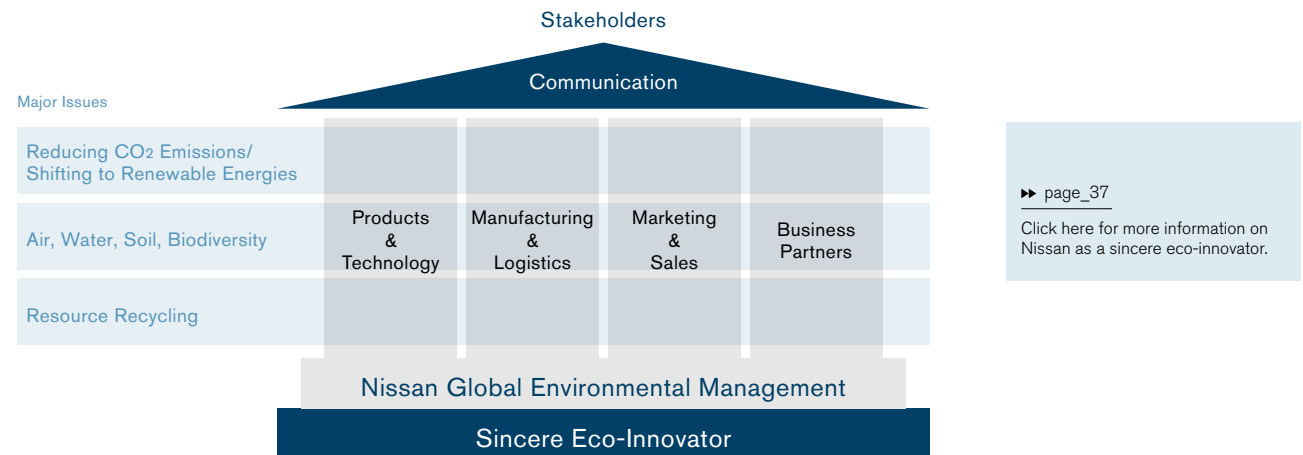 Stakeholders
Communication
Major Issues
Reducing CO2 Emissions/
Shifting to Renewable Energies
Air, Water, Soil, Biodiversity
Resource Recycling
Products
&
Technology
Manufacturing
&
Logistics
Marketing
&
Sales
Business
Partners
Nissan Global Environmental Management
Sincere Eco-Innovator
page_37
Click here for more information on
Nissan as a sincere eco-innovator.